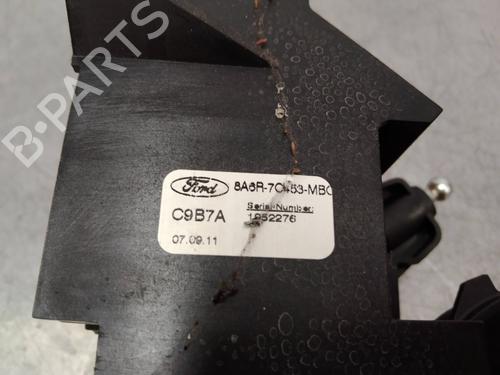 B-PARTS
Ford 8A6R-7C453-MBC
C9B7A Serial-Number:
1952276
07.09.11